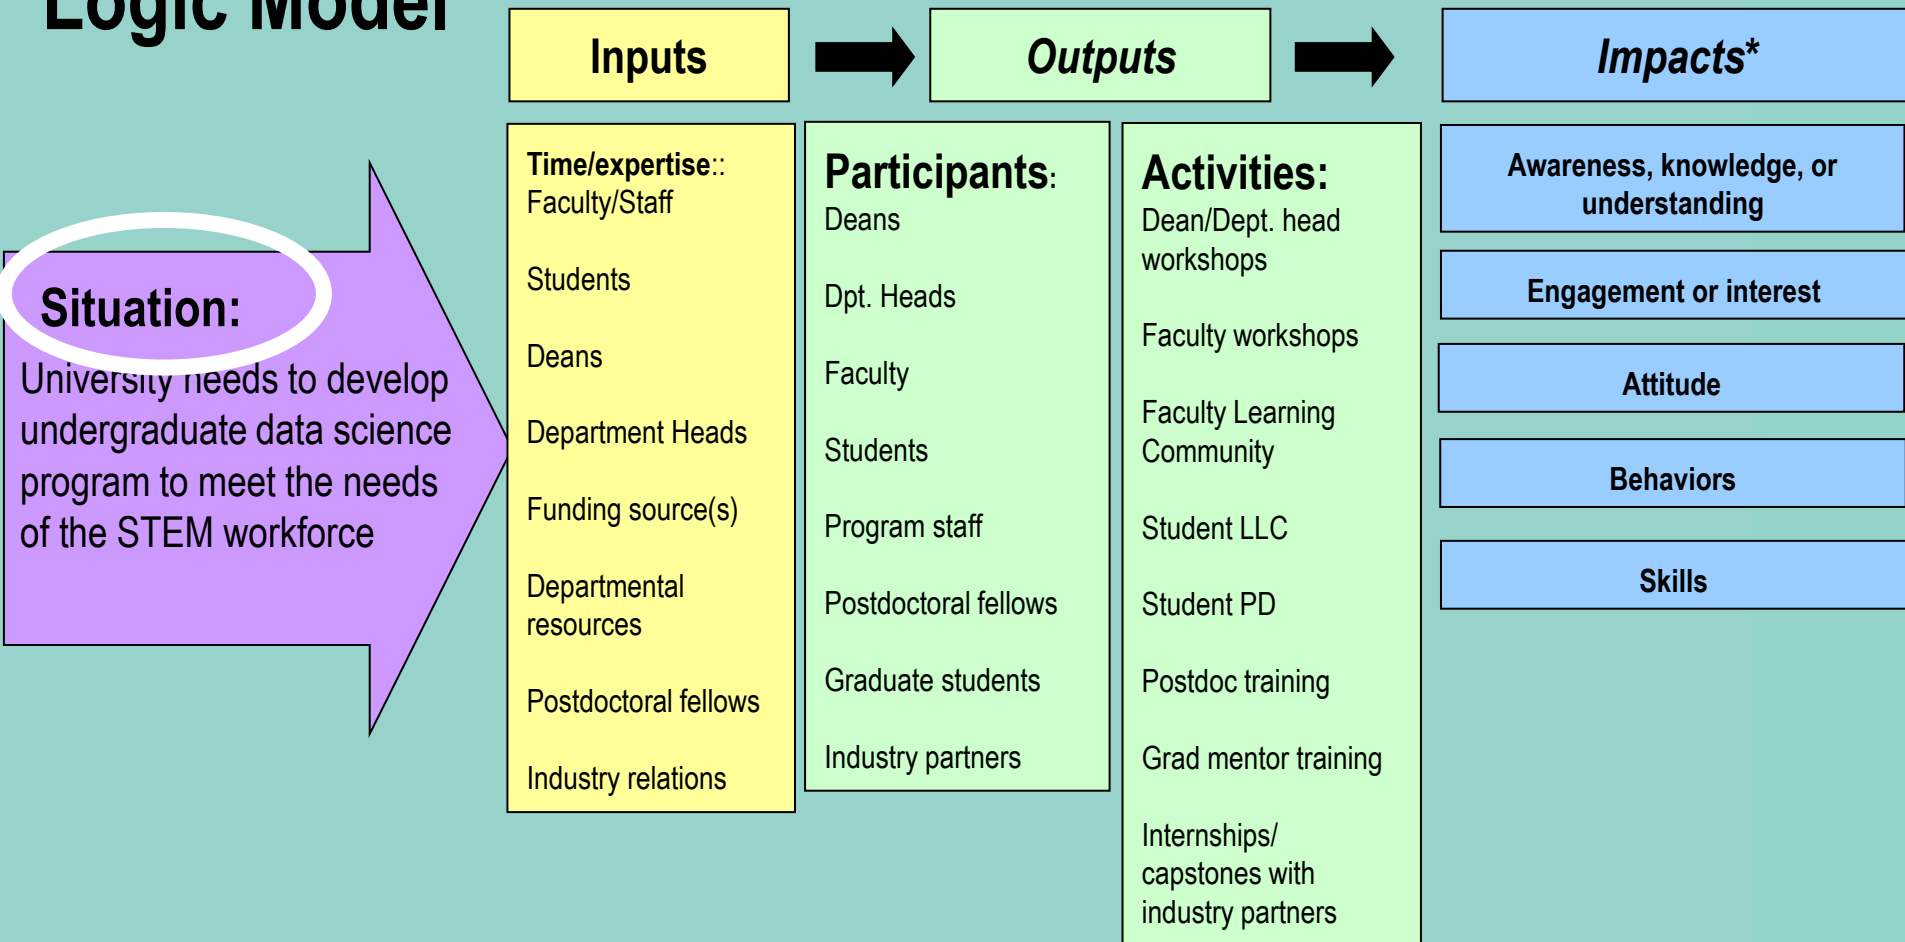 Logic Model
Inputs
Outputs
Impacts*
Situation:
University needs to develop
undergraduate data science
program to meet the needs
of the STEM workforce
Time/expertise::
Faculty/Staff
Students
Deans
Department Heads
Funding source(s)
Departmental
resources
Postdoctoral fellows
Industry relations
Participants:
Deans
Dpt. Heads
Faculty
Students
Program staff
Postdoctoral fellows
Graduate students
Industry partners
Activities:
Dean/Dept. head
workshops
Faculty workshops
Faculty Learning
Community
Student LLC
Student PD
Postdoc training
Grad mentor training
Internships/
capstones with
industry partners
Awareness, knowledge, or
understanding
Engagement or interest
Attitude
Behaviors
Skills